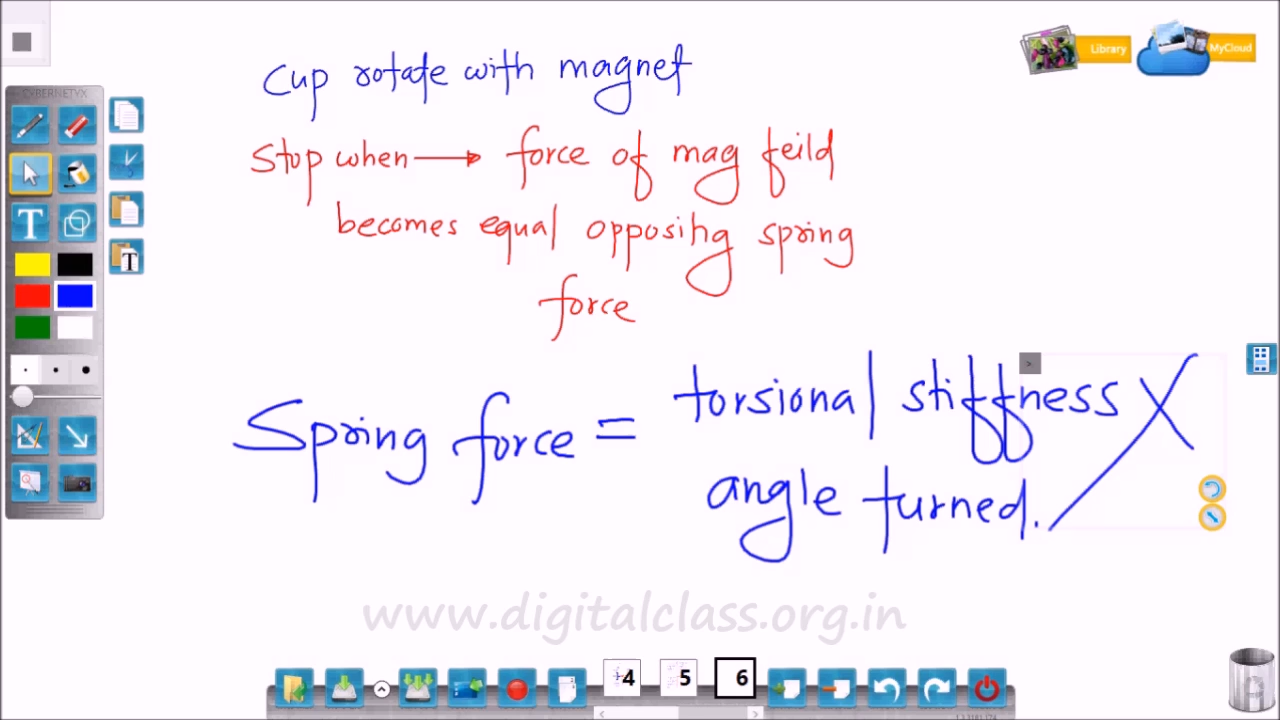 Library
MyCloud
CYBERNETYX
Cup rotate with magnet
Stop when → force of mag feild
becomes equal opposing spring
force
Spring force = torsional stiffness X
angle turned.
www.digitalclass.org.in
4 5 6